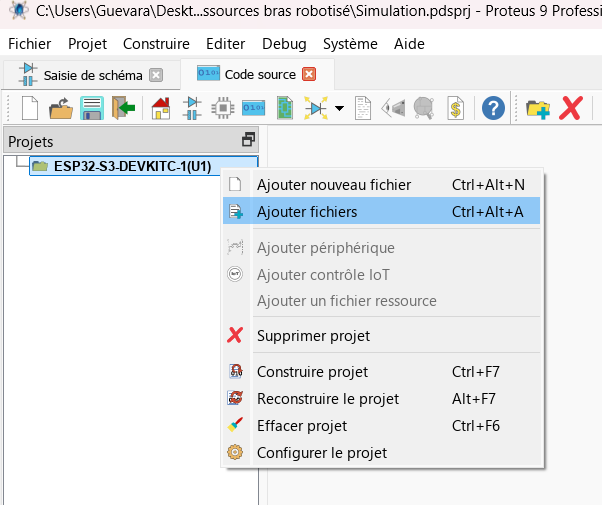 C:\Users\Guevara\Deskt...ssources bras robotisé\Simulation.pdsprj - Proteus 9 Professi
Fichier Projet Construire Editer Debug Système Aide
Saisie de schéma Code source
Projets
ESP32-S3-DEVKITC-1(U1)
Ajouter nouveau fichier Ctrl+Alt+N
Ajouter fichiers Ctrl+Alt+A
Ajouter périphérique
Ajouter contrôle IoT
Ajouter un fichier ressource
Supprimer projet
Construire projet Ctrl+F7
Reconstruire le projet Alt+F7
Effacer projet Ctrl+F6
Configurer le projet